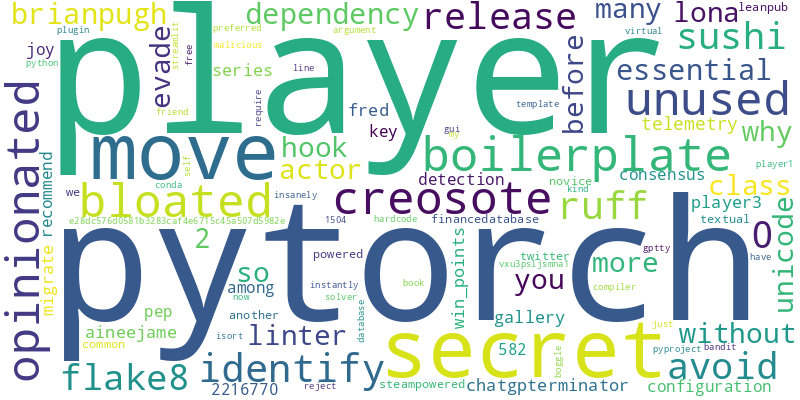 brianpugh
plugin
player
joy
python
evade
streamlit
free
preferred
malicious
dependency
argument
release
virtual
many
lona
leanpub
sushi
series
line
before
essential
opinionated
move
require
fred
template
unused
telemetry
why
friend
hook
key
gui
my
boilerplate
player1
recommend
actor
detection
novice
consensus
we
conda
self
insanely
creosote
kind
class
bloated
ruff
player3
unicode
e28dc576d0581b3283caf4e6715c45a507d5982e
1504
hardcode
financedatabase
textual
0
2
pytorch
migrate
so
powered
twitter
vxu3psljsmna1
more
gptty
have
among
now
instantly
solver
book
win_points
you
compiler
pep
another
database
gallery
aineejame
isort
linter
secret
582
just
without
common
boggle
pyproject
bandit
flake8
identify
avoid
2216770
reject
steampowered
chatgpterminator
configuration